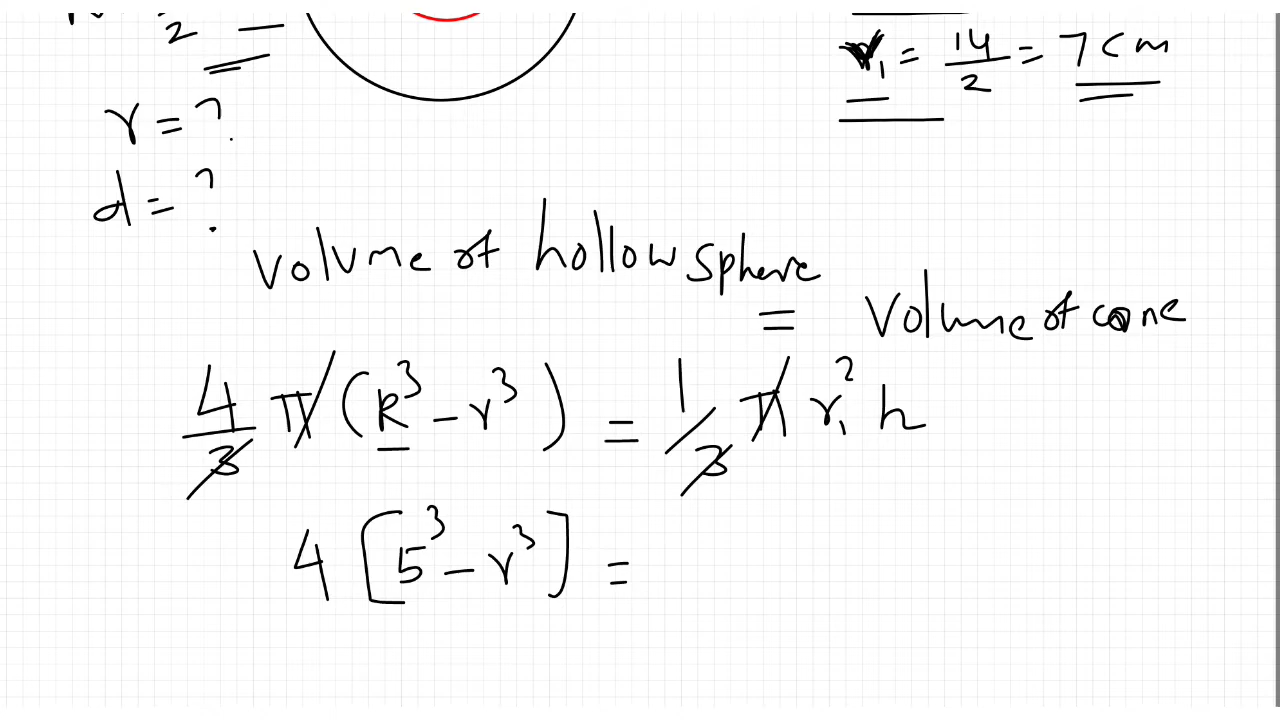 2
r₁ = 14/2 = 7 cm
r = ?
d = ?
volume of hollow sphere
= Volume of cone
4/3 π (R³ - r³) = 1/3 π r₁² h
4 [5³ - r³] =